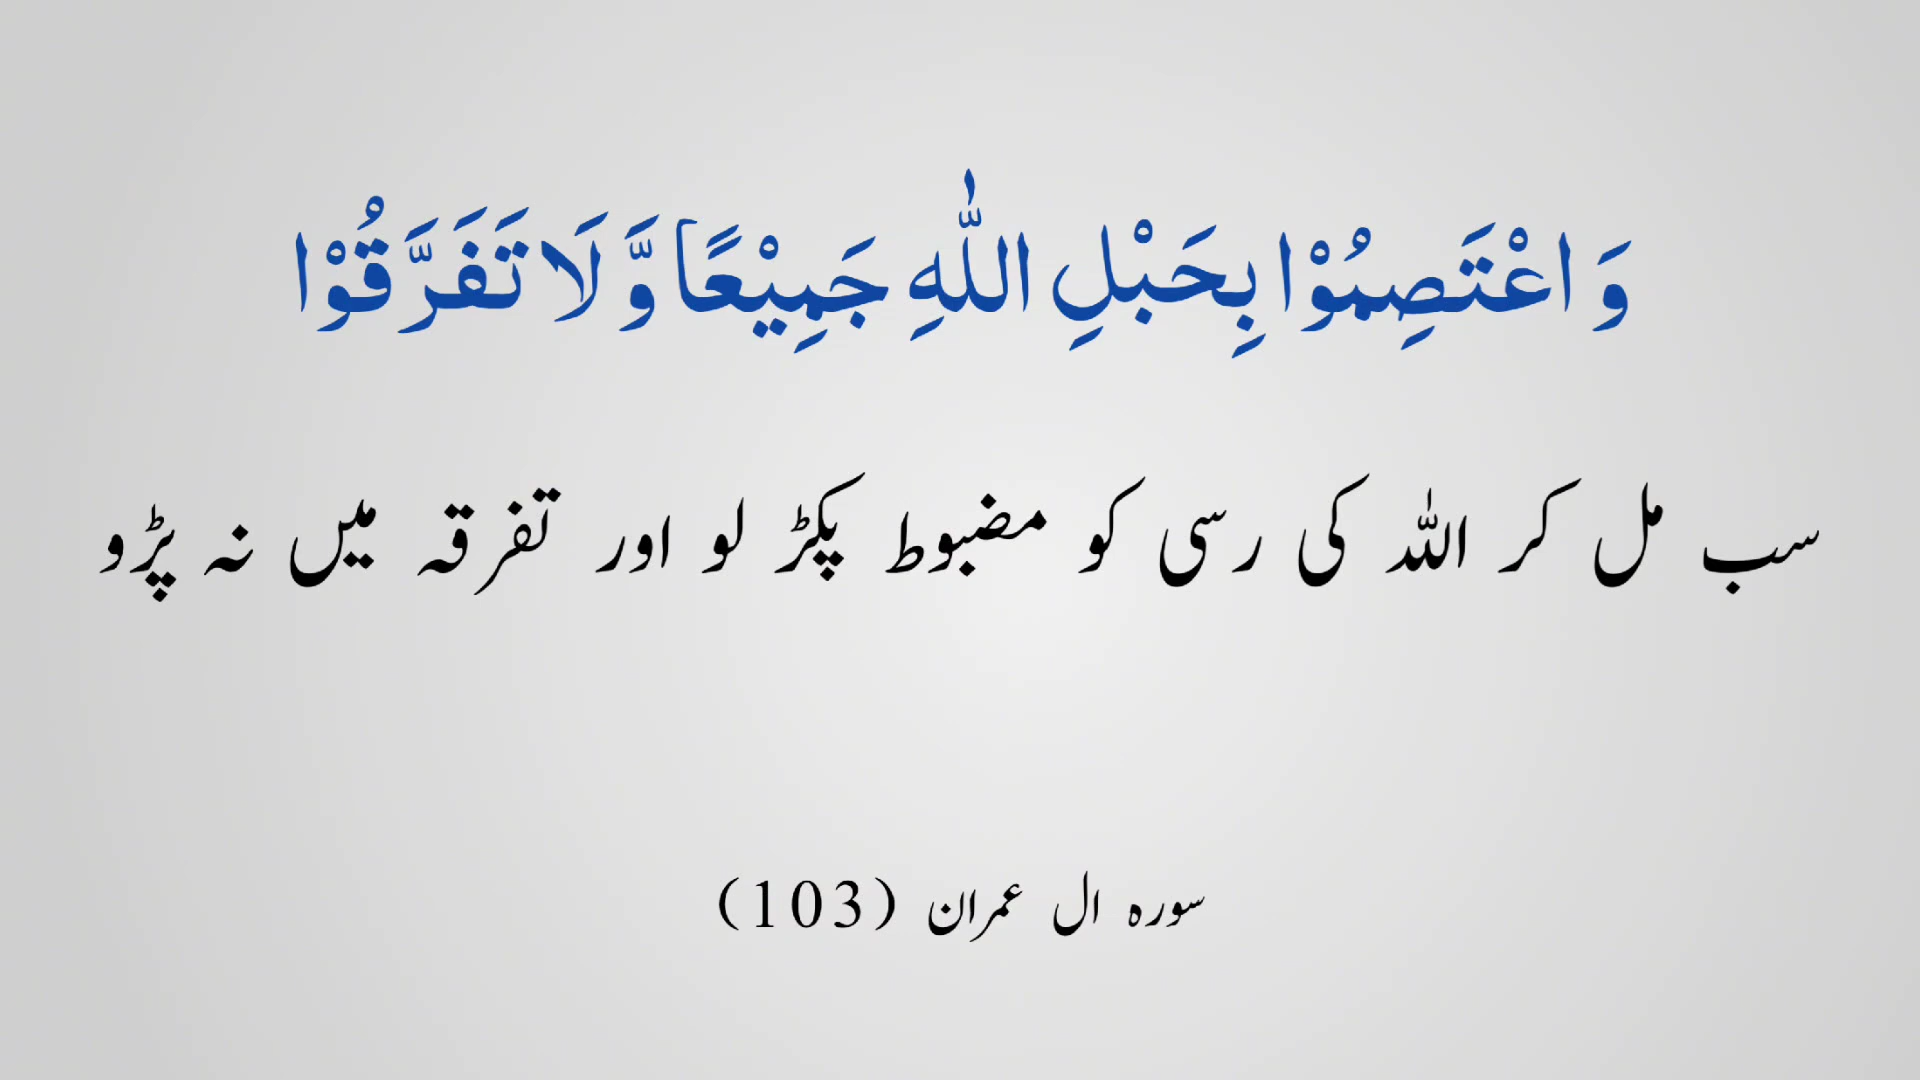 وَ اعْتَصِمُوْا بِحَبْلِ اللّٰهِ جَمِیْعًا وَّ لَا تَفَرَّقُوْا
سب مل کر اللہ کی رسی کو مضبوط پکڑ لو اور تفرقہ میں نہ پڑو
سورہ ال عمران (103)